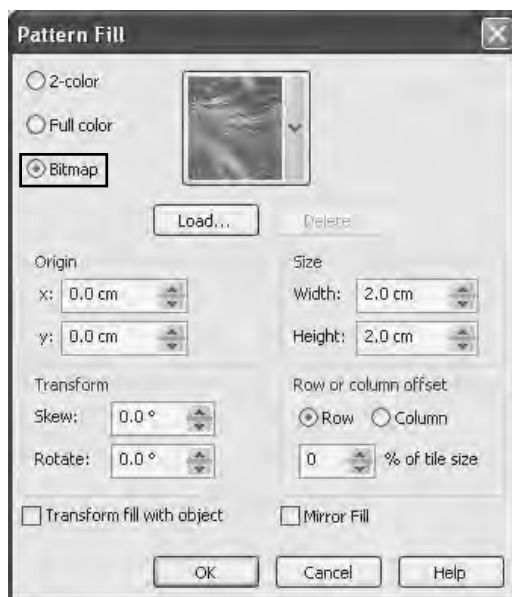 Pattern Fill
2-color
Full color
Bitmap
Load... Delete
Origin Size
x: 0.0 cm Width: 2.0 cm
y: 0.0 cm Height: 2.0 cm
Transform Row or column offset
Skew: 0.0 ° Row Column
Rotate: 0.0 ° 0 % of tile size
Transform fill with object Mirror Fill
OK Cancel Help